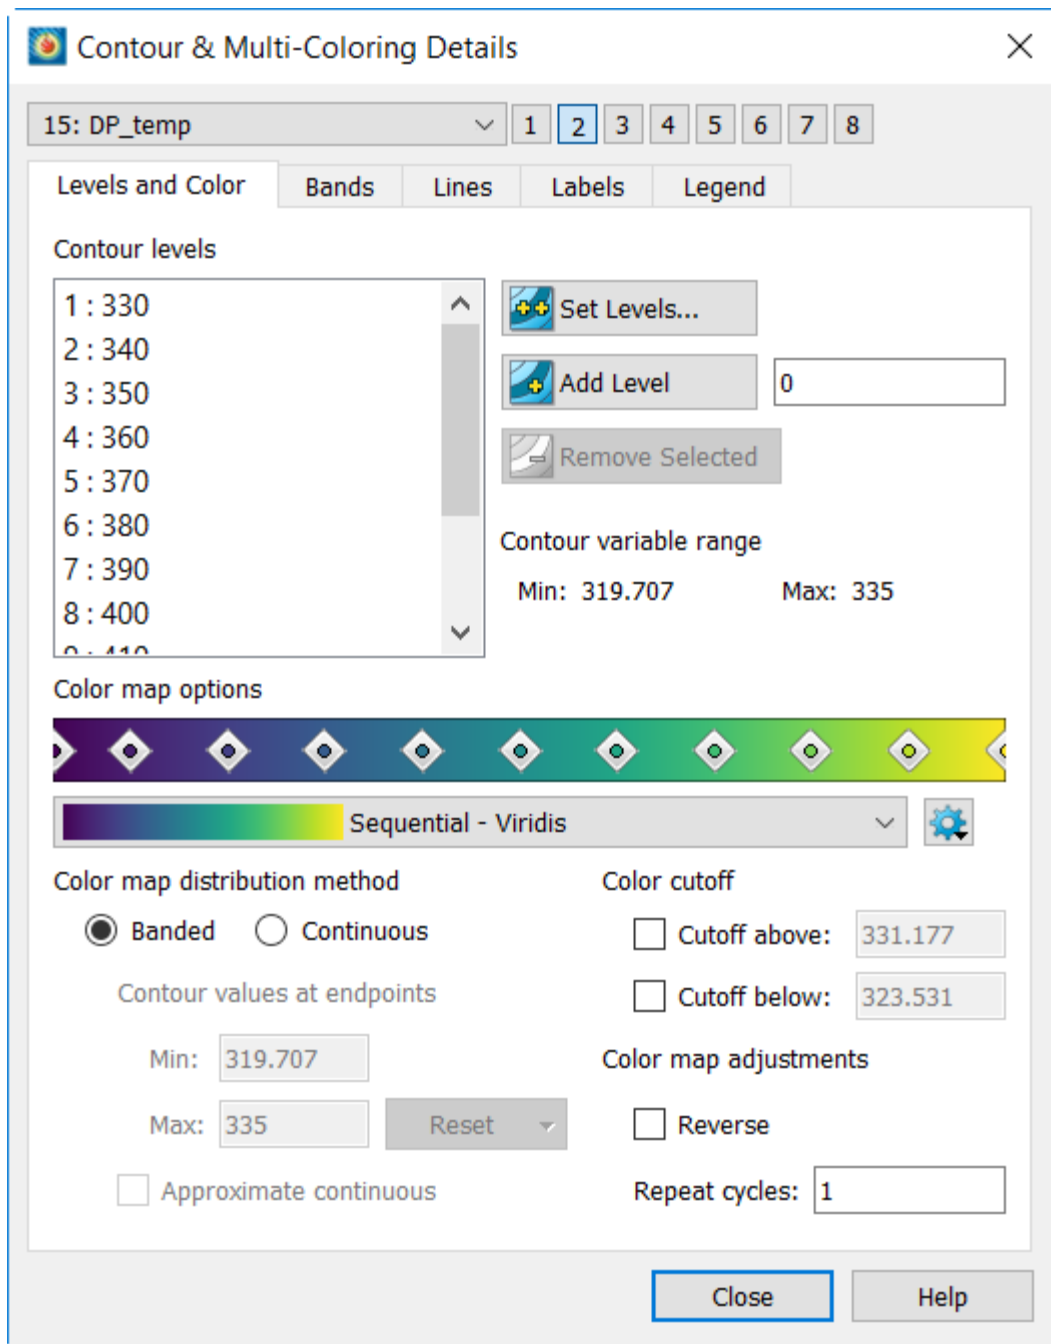 Contour & Multi-Coloring Details
15: DP_temp 1 2 3 4 5 6 7 8
Levels and Color Bands Lines Labels Legend
Contour levels
1 : 330
2 : 340
3 : 350
4 : 360
5 : 370
6 : 380
7 : 390
8 : 400
9 : 410
Set Levels...
Add Level 0
Remove Selected
Contour variable range
Min: 319.707 Max: 335
Color map options
Sequential - Viridis
Color map distribution method
Banded Continuous
Contour values at endpoints
Min: 319.707
Max: 335 Reset
Approximate continuous
Color cutoff
Cutoff above: 331.177
Cutoff below: 323.531
Color map adjustments
Reverse
Repeat cycles: 1
Close Help